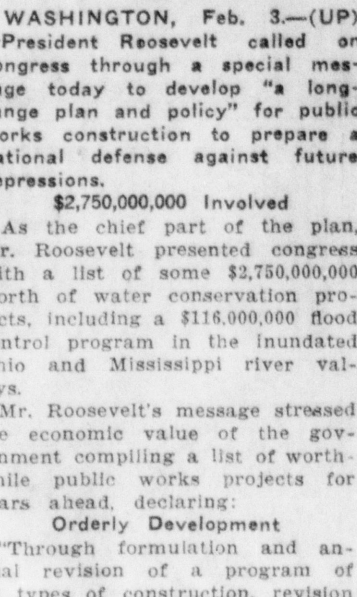 WASHINGTON, Feb. 3.—(UP)
President Roosevelt called on
ongress through a special mes-
ge today to develop "a long-
nge plan and policy" for public
orks construction to prepare a
ational defense against future
epressions.
$2,750,000,000 Involved
As the chief part of the plan,
r. Roosevelt presented congress
ith a list of some $2,750,000,000
orth of water conservation pro-
cts, including a $116,000,000 flood
ntrol program in the inundated
hio and Mississippi river val-
ys.
Mr. Roosevelt's message stressed
e economic value of the gov-
nment compiling a list of worth-
hile public works projects for
ars ahead, declaring:
Orderly Development
"Through formulation and an-
al revision of a program of
types of construction, revision